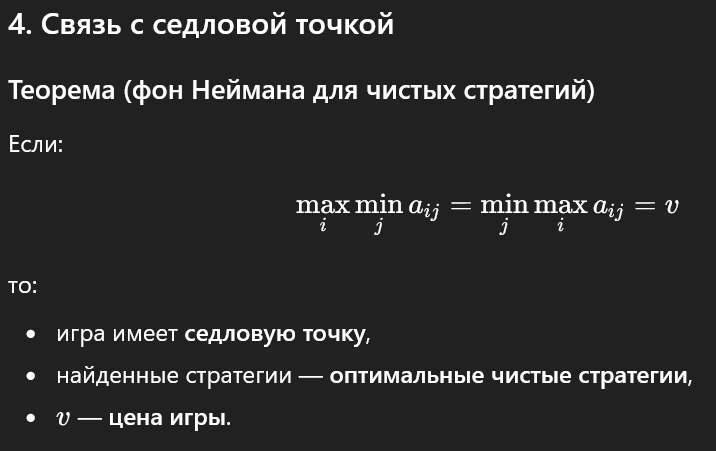 4. Связь с седловой точкой
Теорема (фон Неймана для чистых стратегий)
Если:
max_i min_j a_{ij} = min_j max_i a_{ij} = v
то:
• игра имеет седловую точку,
• найденные стратегии — оптимальные чистые стратегии,
• v — цена игры.